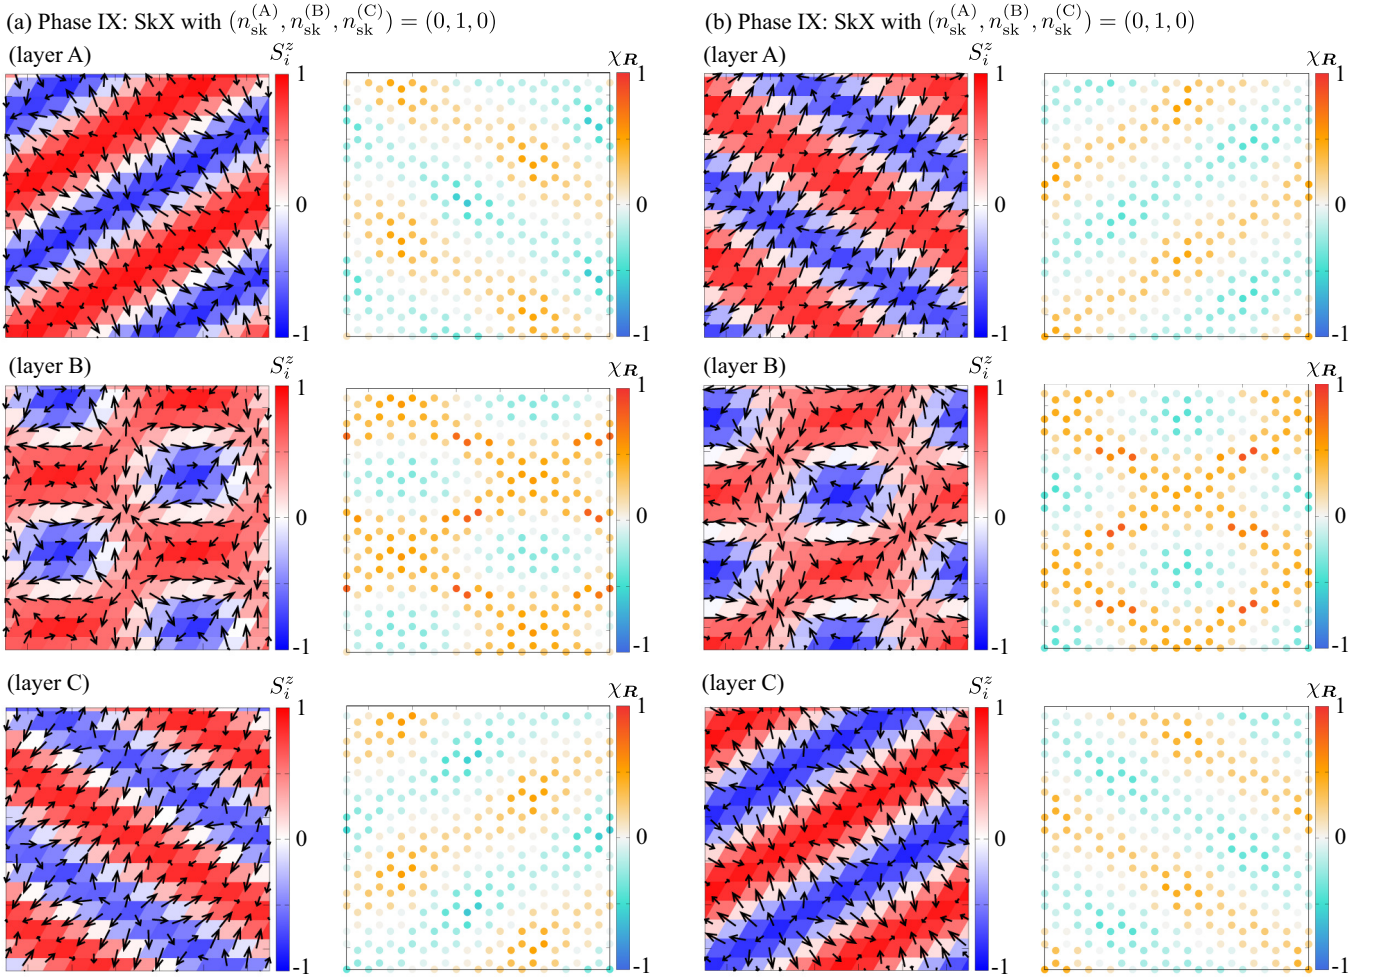 (a) Phase IX: SkX with (n_sk^(A), n_sk^(B), n_sk^(C)) = (0, 1, 0)
(b) Phase IX: SkX with (n_sk^(A), n_sk^(B), n_sk^(C)) = (0, 1, 0)
(layer A) S_i^z χ_R
1 0 -1
1 0 -1
(layer A) S_i^z χ_R
1 0 -1
1 0 -1
(layer B) S_i^z χ_R
1 0 -1
1 0 -1
(layer B) S_i^z χ_R
1 0 -1
1 0 -1
(layer C) S_i^z χ_R
1 0 -1
1 0 -1
(layer C) S_i^z χ_R
1 0 -1
1 0 -1